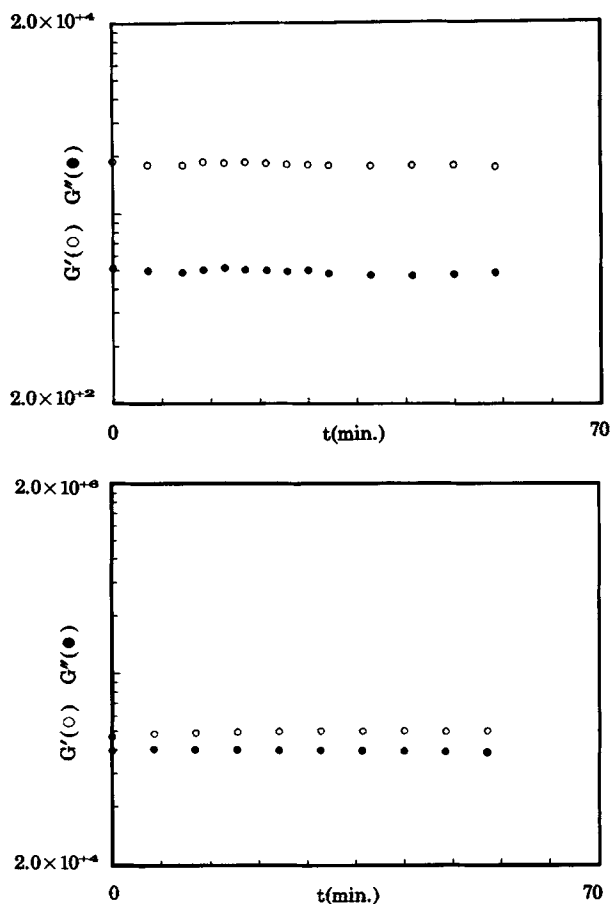 2.0×10⁺⁴
G′(○) G″(●)
2.0×10⁺²
0
t(min.)
70
2.0×10⁺⁶
G′(○) G″(●)
2.0×10⁺⁴
0
t(min.)
70